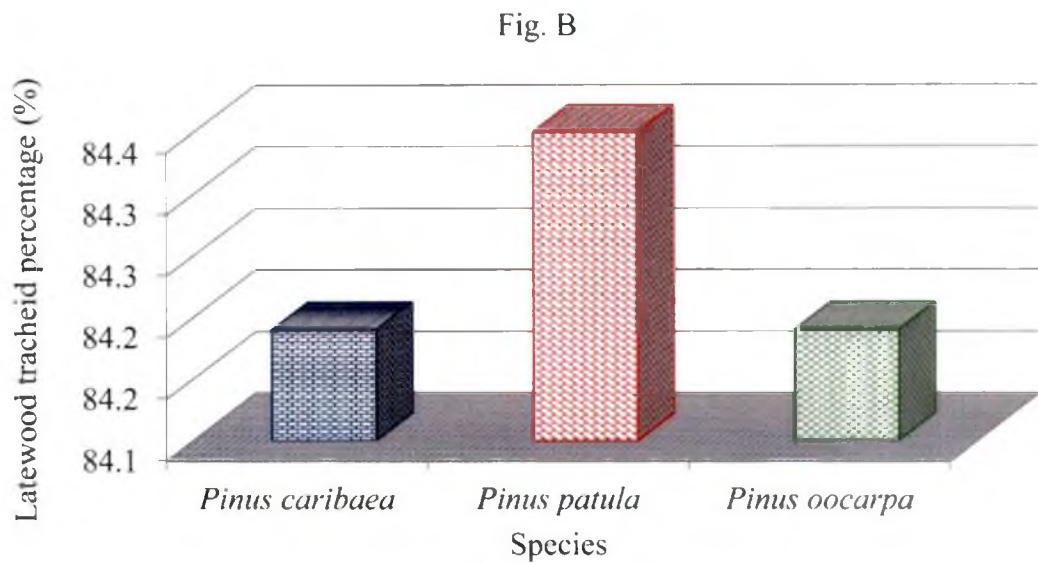 Fig. B
Latewood tracheid percentage (%)
84.4
84.3
84.3
84.2
84.2
84.1
Pinus caribaea
Pinus patula
Pinus oocarpa
Species